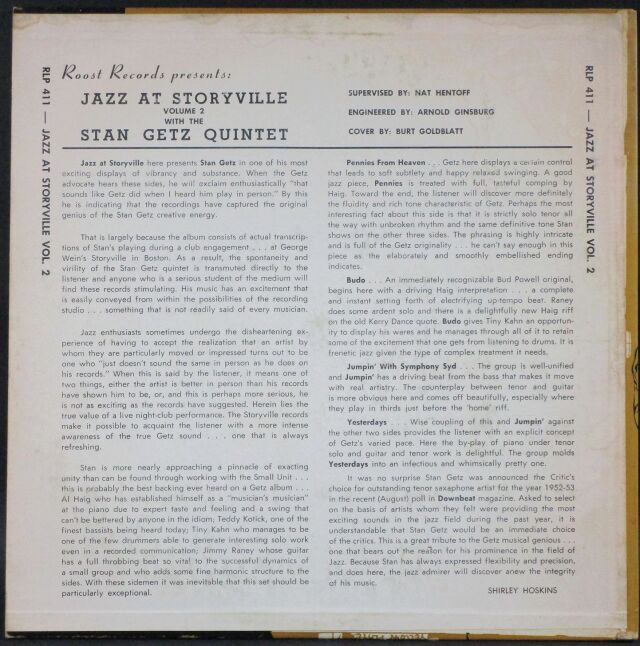 RLP 411 — JAZZ AT STORYVILLE VOL. 2
Roost Records presents:
JAZZ AT STORYVILLE
VOLUME 2
WITH THE
STAN GETZ QUINTET
SUPERVISED BY: NAT HENTOFF
ENGINEERED BY: ARNOLD GINSBURG
COVER BY: BURT GOLDBLATT
Jazz at Storyville here presents Stan Getz in one of his most
exciting displays of vibrancy and substance. When the Getz
advocate hears these sides, he will exclaim enthusiastically "that
sounds like Getz did when I heard him play in person." By this
he is indicating that the recordings have captured the original
genius of the Stan Getz creative energy.
That is largely because the album consists of actual transcrip-
tions of Stan's playing during a club engagement . . . at George
Wein's Storyville in Boston. As a result, the spontaneity and
virility of the Stan Getz quintet is transmuted directly to the
listener and anyone who is a serious student of the medium will
find these records stimulating. His music has an excitement that
is easily conveyed from within the possibilities of the recording
studio . . . something that is not readily said of every musician.
Jazz enthusiasts sometimes undergo the disheartening ex-
perience of having to accept the realization that an artist by
whom they are particularly moved or impressed turns out to be
one who "just doesn't sound the same in person as he does on
his records." When this is said by the listener, it means one of
two things, either the artist is better in person than his records
have shown him to be, or, and this is perhaps more serious, he
is not as exciting as the records have suggested. Herein lies the
true value of a live night-club performance. The Storyville records
make it possible to acquaint the listener with a more intense
awareness of the true Getz sound . . . one that is always
refreshing.
Stan is more nearly approaching a pinnacle of exacting
unity than can be found through working with the Small Unit . . .
this is probably the best backing ever heard on a Getz album . . .
Al Haig who has established himself as a "musician's musician"
at the piano due to expert taste and feeling and a swing that
can't be bettered by anyone in the idiom; Teddy Kotick, one of the
finest bassists being heard today; Tiny Kahn who manages to be
one of the few drummers able to generate interesting solo work
even in a recorded communication; Jimmy Raney whose guitar
has a full throbbing beat so vital to the successful dynamics of
a small group and who adds some fine harmonic structure to the
sides. With these sidemen it was inevitable that this set should be
particularly exceptional.
Pennies From Heaven . . . Getz here displays a certain control
that leads to soft subtlety and happy relaxed swinging. A good
jazz piece, Pennies is treated with full, tasteful comping by
Haig. Toward the end, the listener will discover more definitely
the fluidity and rich tone characteristic of Getz. Perhaps the most
interesting fact about this side is that it is strictly solo tenor all
the way with unbroken rhythm and the same definitive tone Stan
shows on the other three sides. The phrasing is highly intricate
and is full of the Getz originality . . . he can't say enough in this
piece as the elaborately and smoothly embellished ending
indicates.
Budo . . . An immediately recognizable Bud Powell original,
begins here with a driving Haig interpretation . . . a complete
and instant setting forth of electrifying up-tempo beat. Raney
does some ardent solo and there is a delightfully new Haig riff
on the old Kerry Dance quote. Budo gives Tiny Kahn an opportun-
ity to display his wares and he manages through all of it to retain
some of the excitement that one gets from listening to drums. It is
frenetic jazz given the type of complex treatment it needs.
Jumpin' With Symphony Syd . . . The group is well-unified
and Jumpin' has a driving beat from the bass that makes it move
with real artistry. The counterplay between tenor and guitar
is more obvious here and comes off beautifully, especially where
they play in thirds just before the 'home' riff.
Yesterdays . . . Wise coupling of this and Jumpin' against
the other two sides provides the listener with an explicit concept
of Getz's varied pace. Here the by-play of piano under tenor
solo and guitar and tenor work is delightful. The group molds
Yesterdays into an infectious and whimsically pretty one.
It was no surprise Stan Getz was announced the Critic's
choice for outstanding tenor saxaphone artist for the year 1952-53
in the recent (August) poll in Downbeat magazine. Asked to select
on the basis of artists whom they felt were providing the most
exciting sounds in the jazz field during the past year, it is
understandable that Stan Getz would be an immediate choice
of the critics. This is a great tribute to the Getz musical genious . . .
one that bears out the reason for his prominence in the field of
Jazz. Because Stan has always expressed flexibility and precision,
and does here, the jazz admirer will discover anew the integrity
of his music.
SHIRLEY HOSKINS
RLP 411 — JAZZ AT STORYVILLE VOL. 2